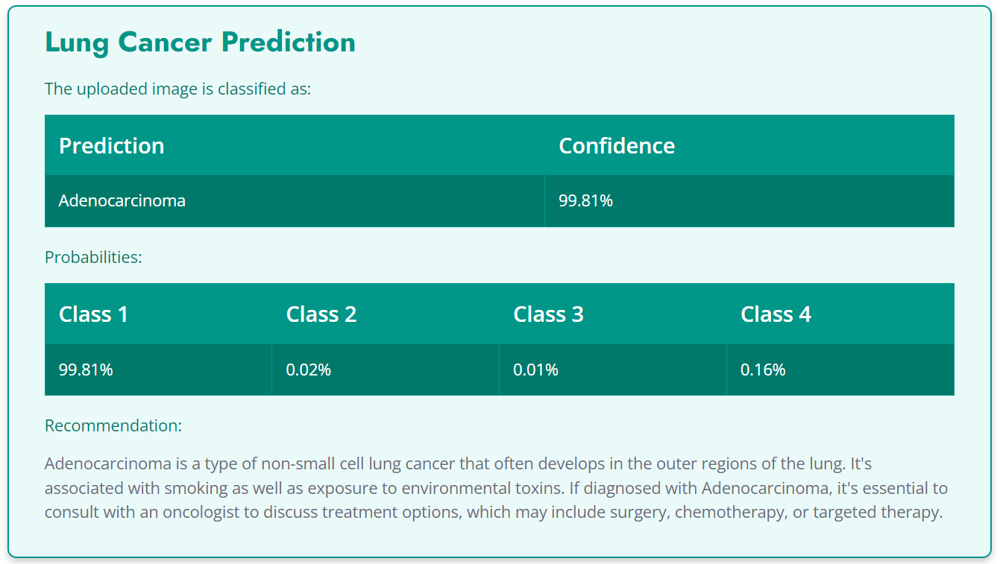 Lung Cancer Prediction
The uploaded image is classified as:
Prediction Confidence
Adenocarcinoma 99.81%
Probabilities:
Class 1 Class 2 Class 3 Class 4
99.81% 0.02% 0.01% 0.16%
Recommendation:
Adenocarcinoma is a type of non-small cell lung cancer that often develops in the outer regions of the lung. It's
associated with smoking as well as exposure to environmental toxins. If diagnosed with Adenocarcinoma, it's essential to
consult with an oncologist to discuss treatment options, which may include surgery, chemotherapy, or targeted therapy.